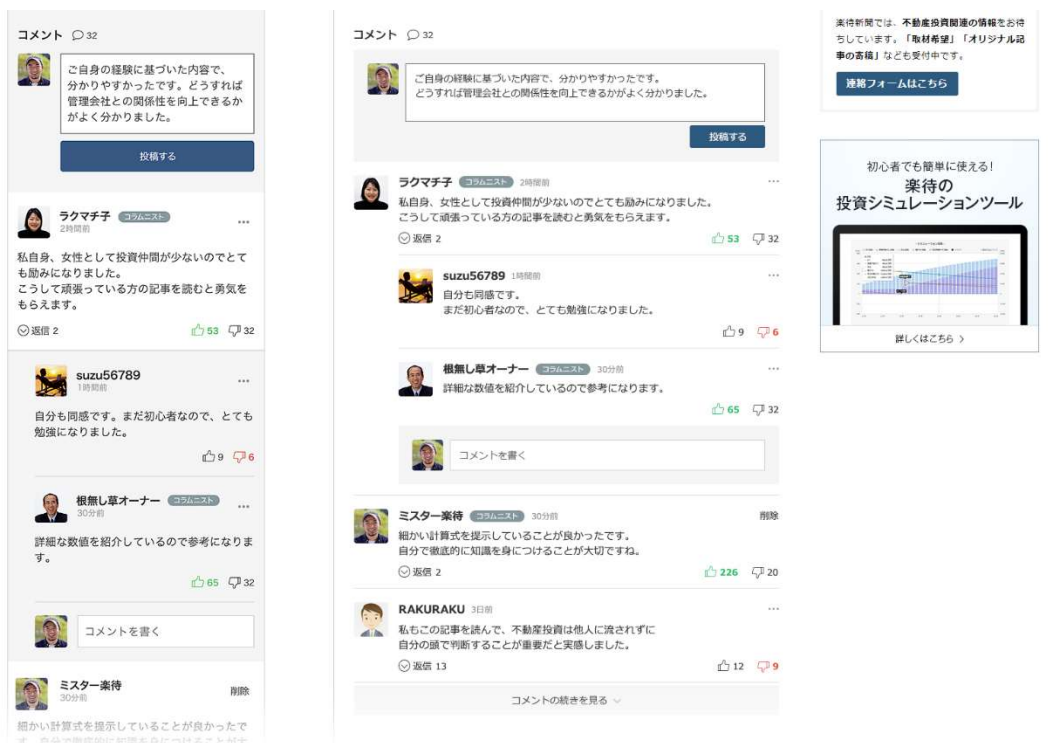 コメント 32
ご自身の経験に基づいた内容で、
分かりやすかったです。どうすれば
管理会社との関係性を向上できるか
がよく分かりました。
投稿する
ラクマチ子 コラムニスト
2時間前
私自身、女性として投資仲間が少ないのでとて
も励みになりました。
こうして頑張っている方の記事を読むと勇気を
もらえます。
返信 2 53 32
suzu56789
1時間前
自分も同感です。まだ初心者なので、とても
勉強になりました。
9 6
根無し草オーナー コラムニスト
30分前
詳細な数値を紹介しているので参考になりま
す。
65 32
コメントを書く
ミスター楽待
30分前
削除
細かい計算式を提示していることが良かったで
コメント 32
ご自身の経験に基づいた内容で、分かりやすかったです。
どうすれば管理会社との関係性を向上できるかがよく分かりました。
投稿する
ラクマチ子 コラムニスト 2時間前
私自身、女性として投資仲間が少ないのでとても励みになりました。
こうして頑張っている方の記事を読むと勇気をもらえます。
返信 2 53 32
suzu56789 1時間前
自分も同感です。
まだ初心者なので、とても勉強になりました。
9 6
根無し草オーナー コラムニスト 30分前
詳細な数値を紹介しているので参考になります。
65 32
コメントを書く
ミスター楽待 コラムニスト 30分前 削除
細かい計算式を提示していることが良かったです。
自分で徹底的に知識を身につけることが大切ですね。
返信 2 226 20
RAKURAKU 3日前
私もこの記事を読んで、不動産投資は他人に流されずに
自分の頭で判断することが重要だと実感しました。
返信 13 12 9
コメントの続きを見る
楽待新聞では、不動産投資関連の情報をお待
ちしています。「取材希望」「オリジナル記
事の寄稿」なども受付中です。
連絡フォームはこちら
初心者でも簡単に使える!
楽待の
投資シミュレーションツール
詳しくはこちら